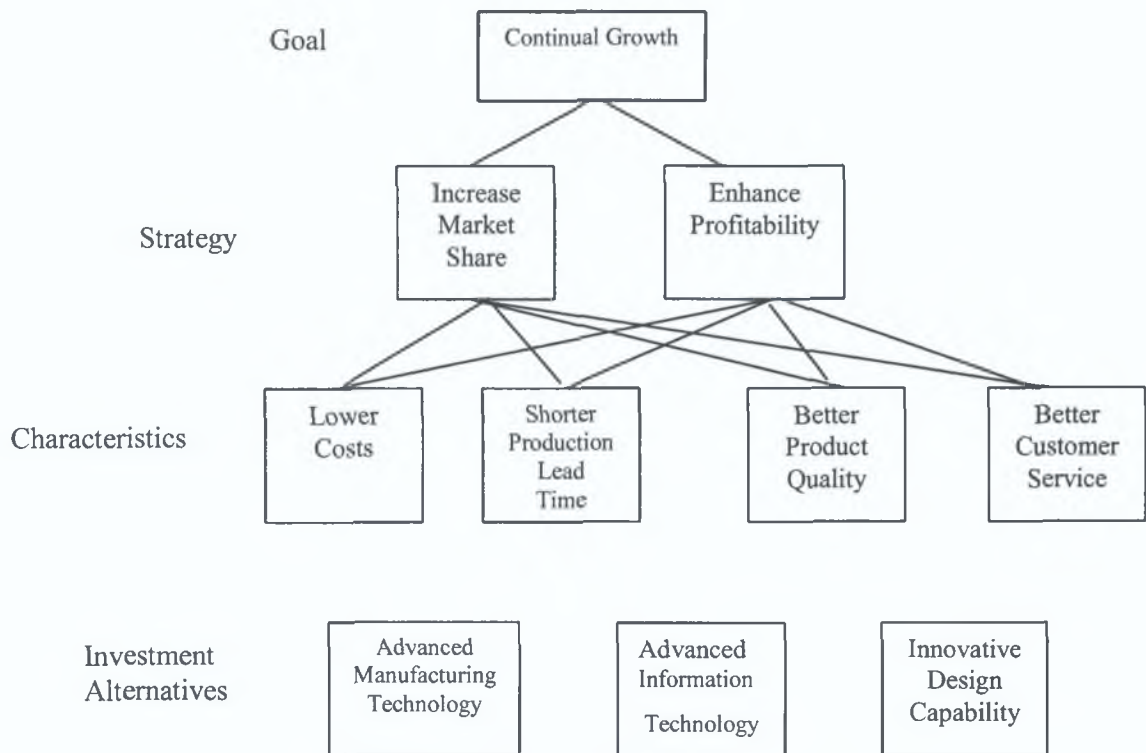 Goal
Continual Growth
Strategy
Increase
Market
Share
Enhance
Profitability
Characteristics
Lower
Costs
Shorter
Production
Lead
Time
Better
Product
Quality
Better
Customer
Service
Investment
Alternatives
Advanced
Manufacturing
Technology
Advanced
Information
Technology
Innovative
Design
Capability